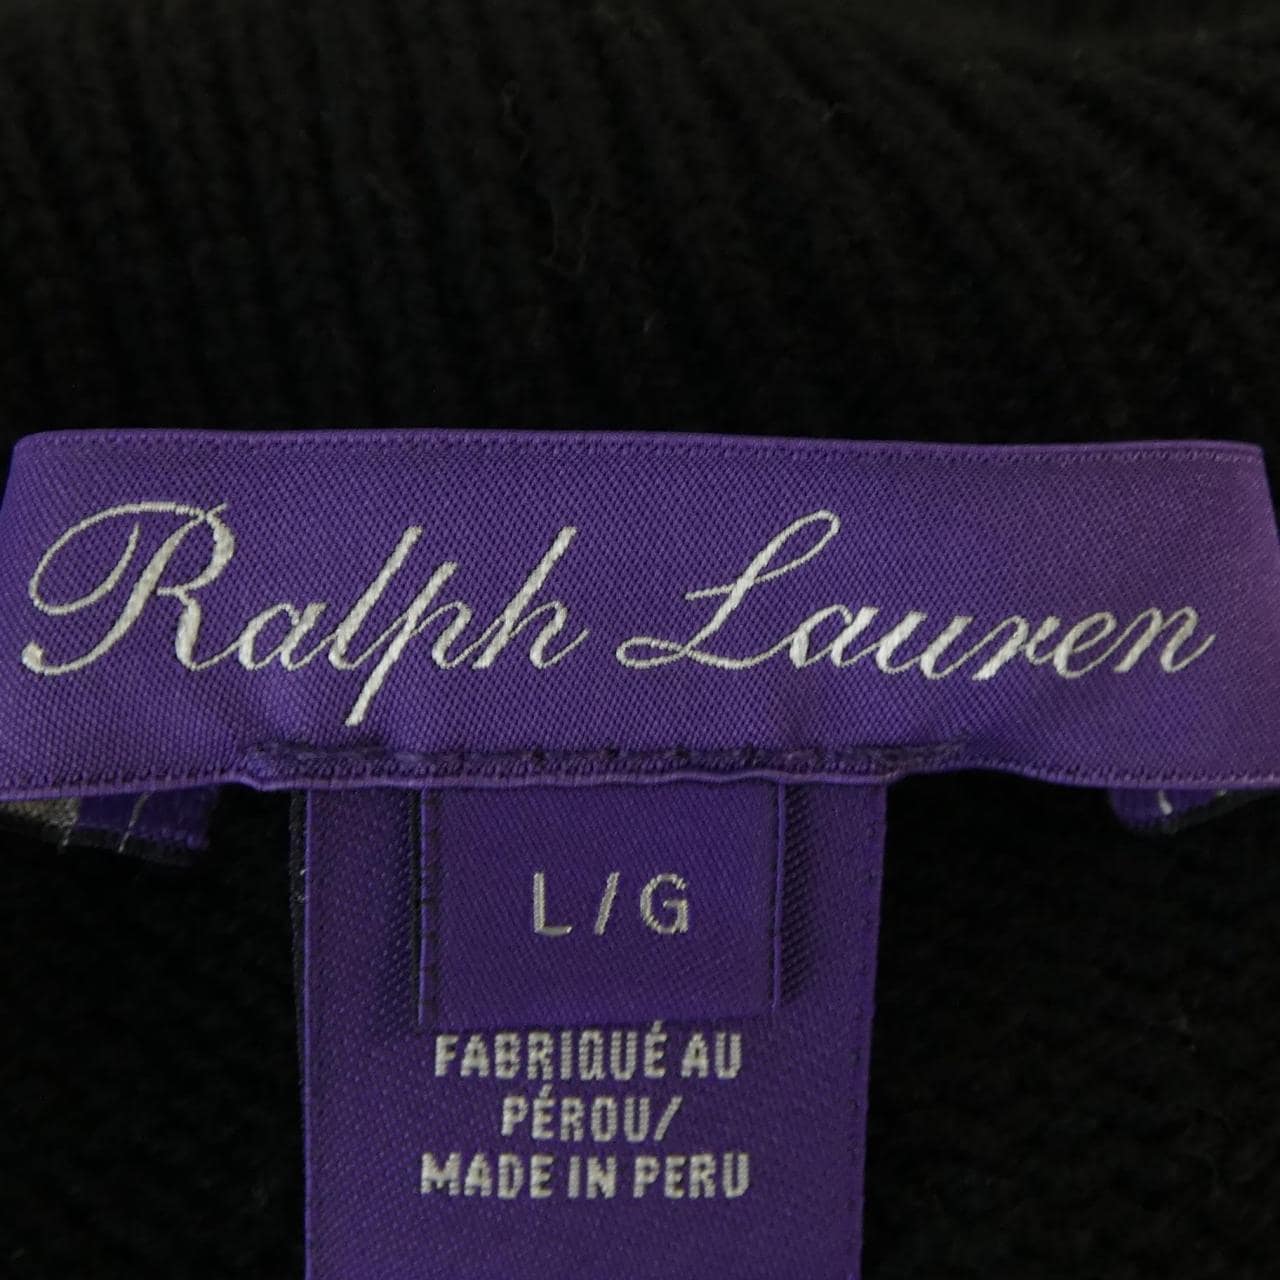 Ralph Lauren
L/G
FABRIQUÉ AU
PÉROU/
MADE IN PERU